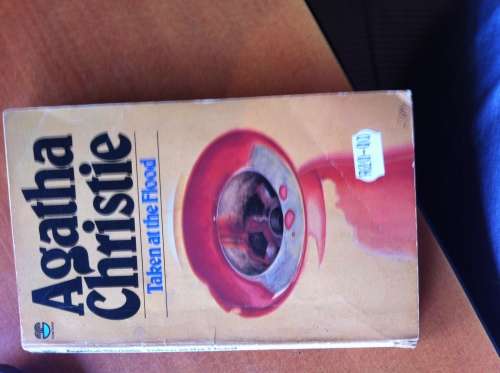 Agatha
Christie
Taken at the Flood